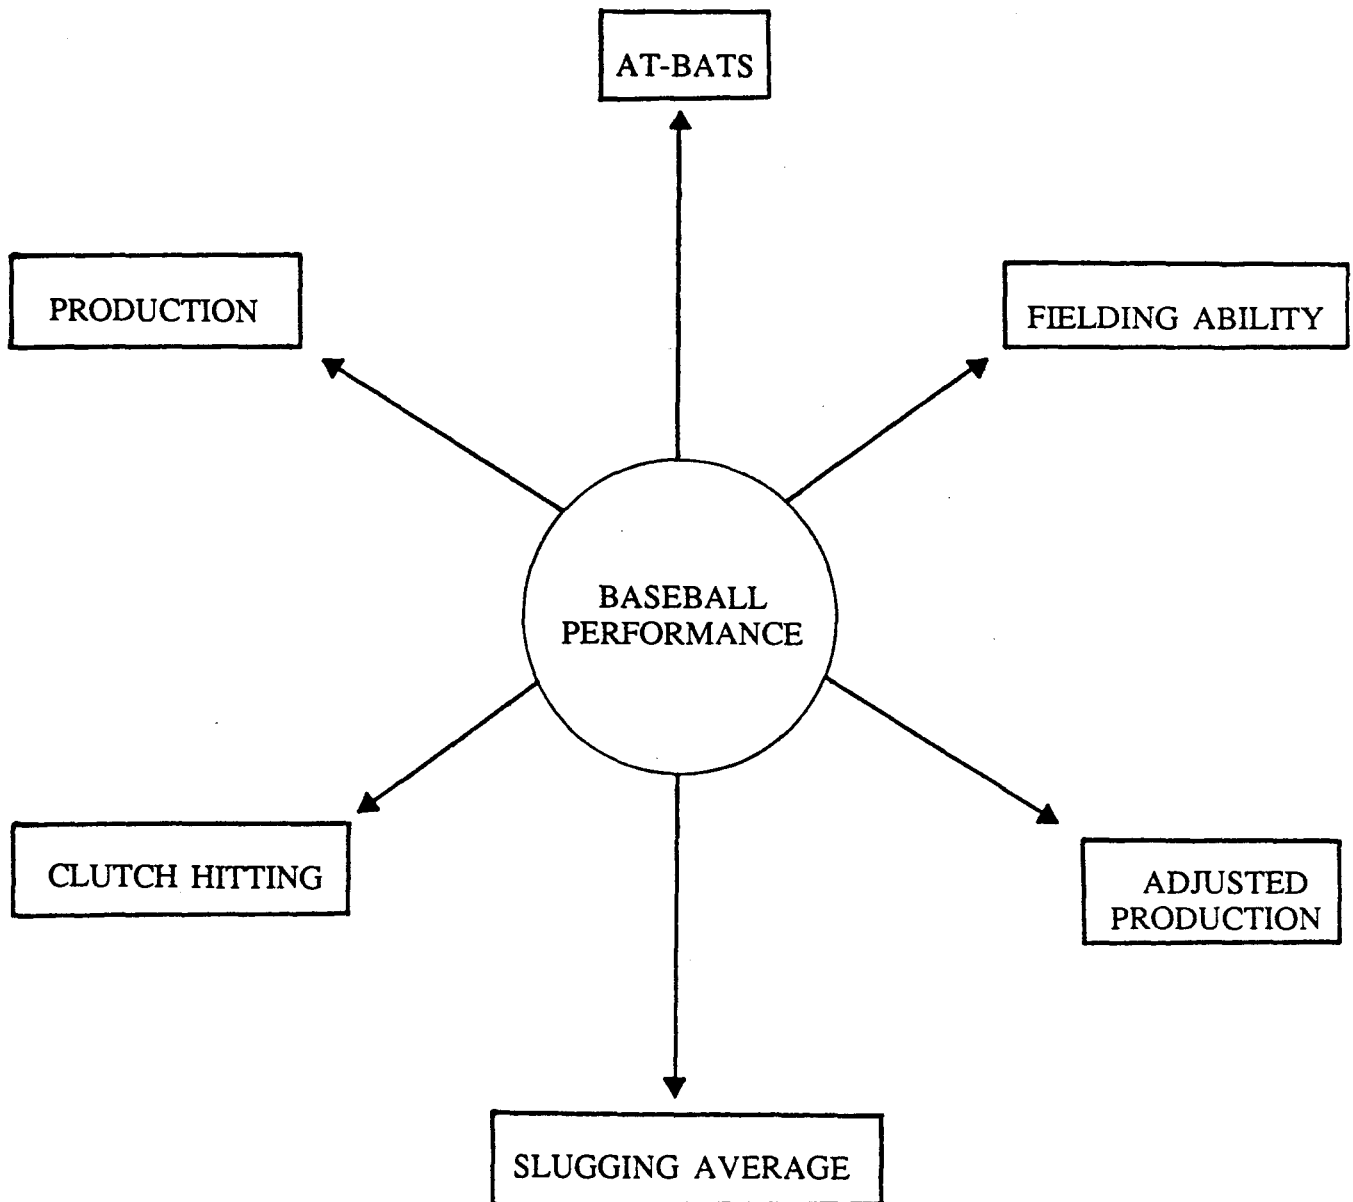 AT-BATS
PRODUCTION
FIELDING ABILITY
BASEBALL
PERFORMANCE
CLUTCH HITTING
ADJUSTED
PRODUCTION
SLUGGING AVERAGE